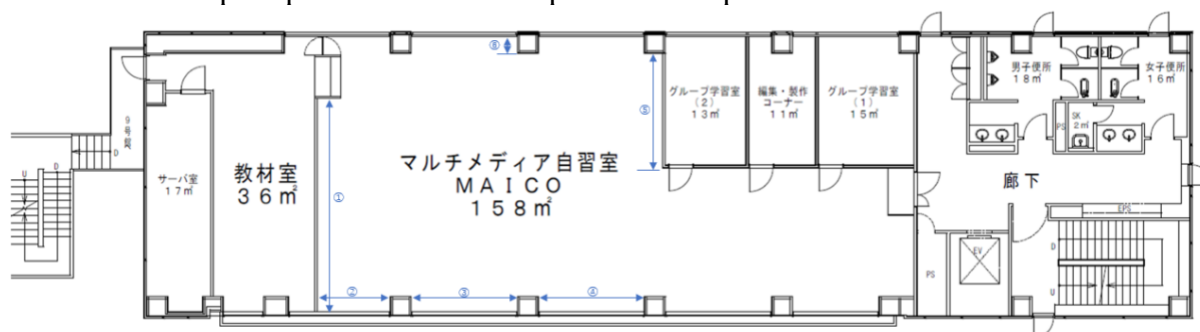 ⑥
男子便所
18㎡
女子便所
16㎡
グループ学習室
(2)
13㎡
編集・製作
コーナー
11㎡
グループ学習室
(1)
15㎡
⑤
9号館
D
U
D
サーバ室
17㎡
教材室
36㎡
①
マルチメディア自習室
MAICO
158㎡
PS
SK
2㎡
廊下
EPS
EV
PS
D
U
②
③
④